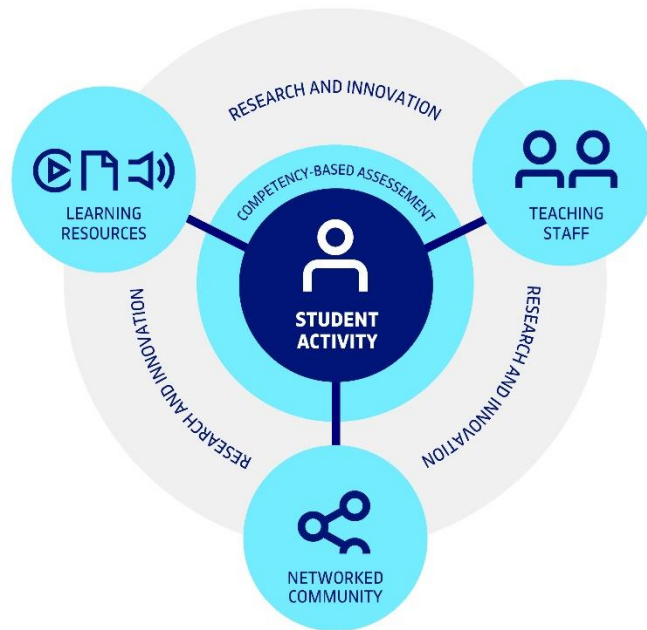 RESEARCH AND INNOVATION
LEARNING
RESOURCES
TEACHING
STAFF
COMPETENCY-BASED ASSESSEMENT
STUDENT
ACTIVITY
RESEARCH AND INNOVATION
RESEARCH AND INNOVATION
NETWORKED
COMMUNITY